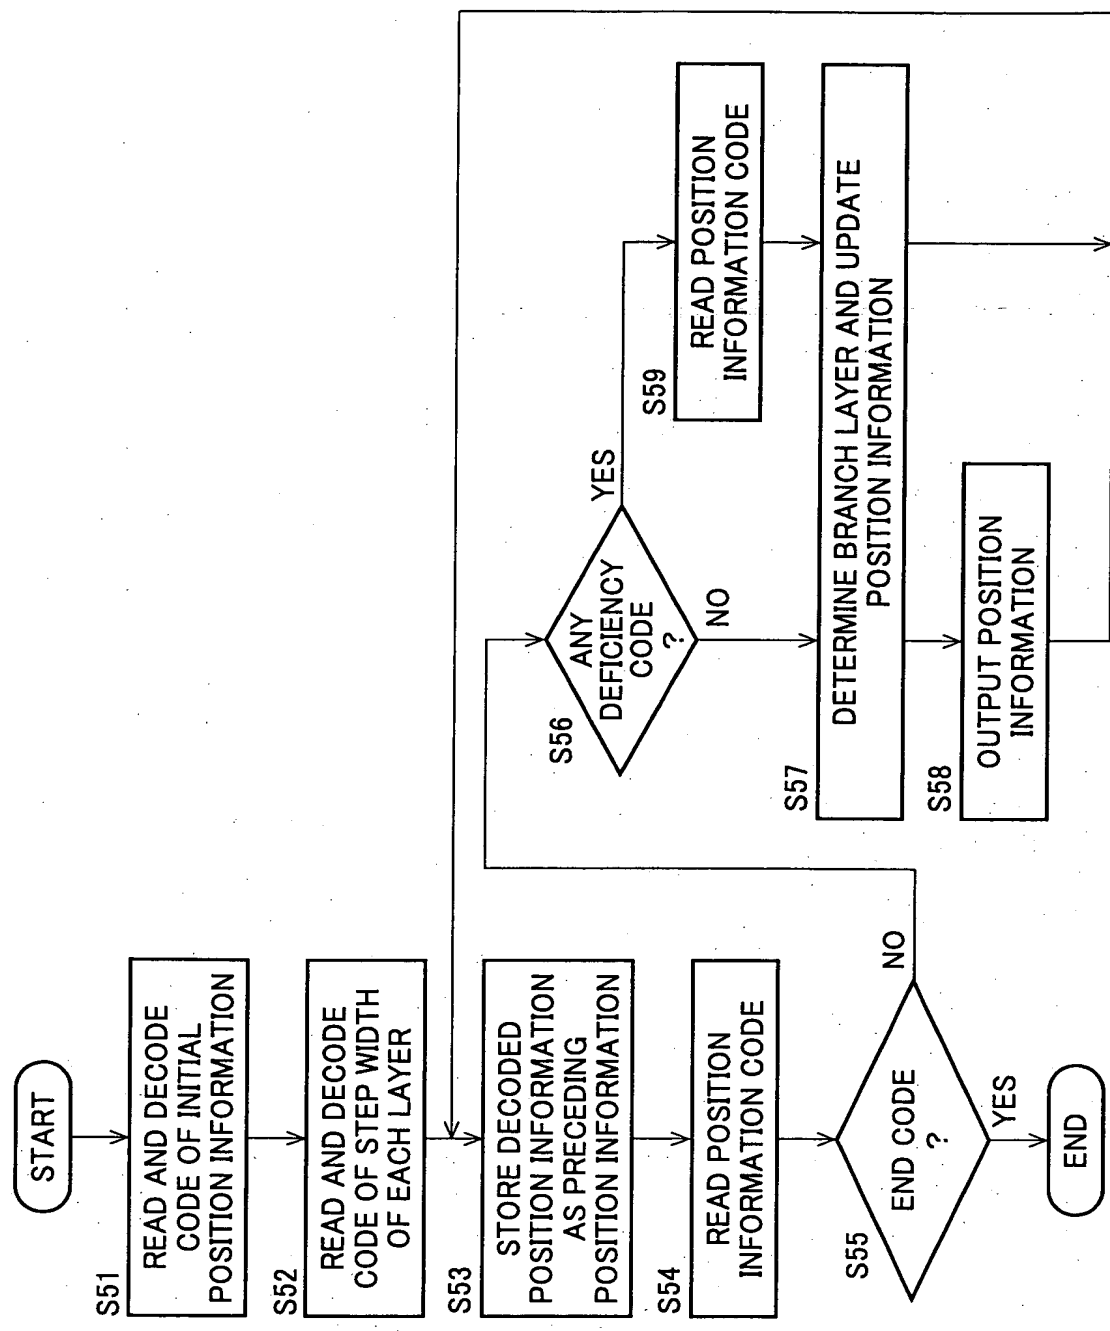 START
S51
READ AND DECODE
CODE OF INITIAL
POSITION INFORMATION
S52
READ AND DECODE
CODE OF STEP WIDTH
OF EACH LAYER
S53
STORE DECODED
POSITION INFORMATION
AS PRECEDING
POSITION INFORMATION
S54
READ POSITION
INFORMATION CODE
S55
END CODE
?
NO
YES
END
S56
ANY
DEFICIENCY
CODE
?
YES
NO
S59
READ POSITION
INFORMATION CODE
S57
DETERMINE BRANCH LAYER AND UPDATE
POSITION INFORMATION
S58
OUTPUT POSITION
INFORMATION